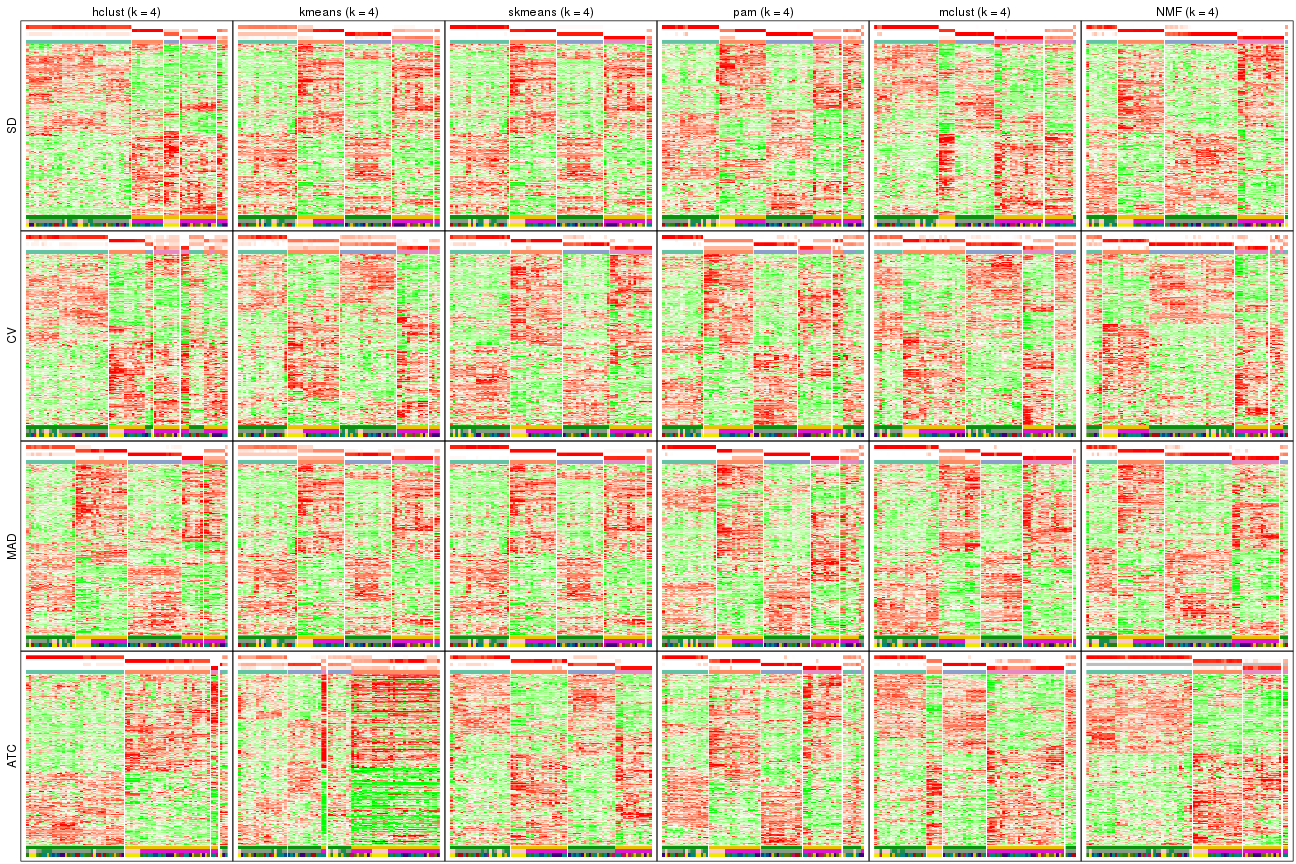 hclust (k = 4) kmeans (k = 4) skmeans (k = 4) pam (k = 4) mclust (k = 4) NMF (k = 4)
SD
CV
MAD
ATC